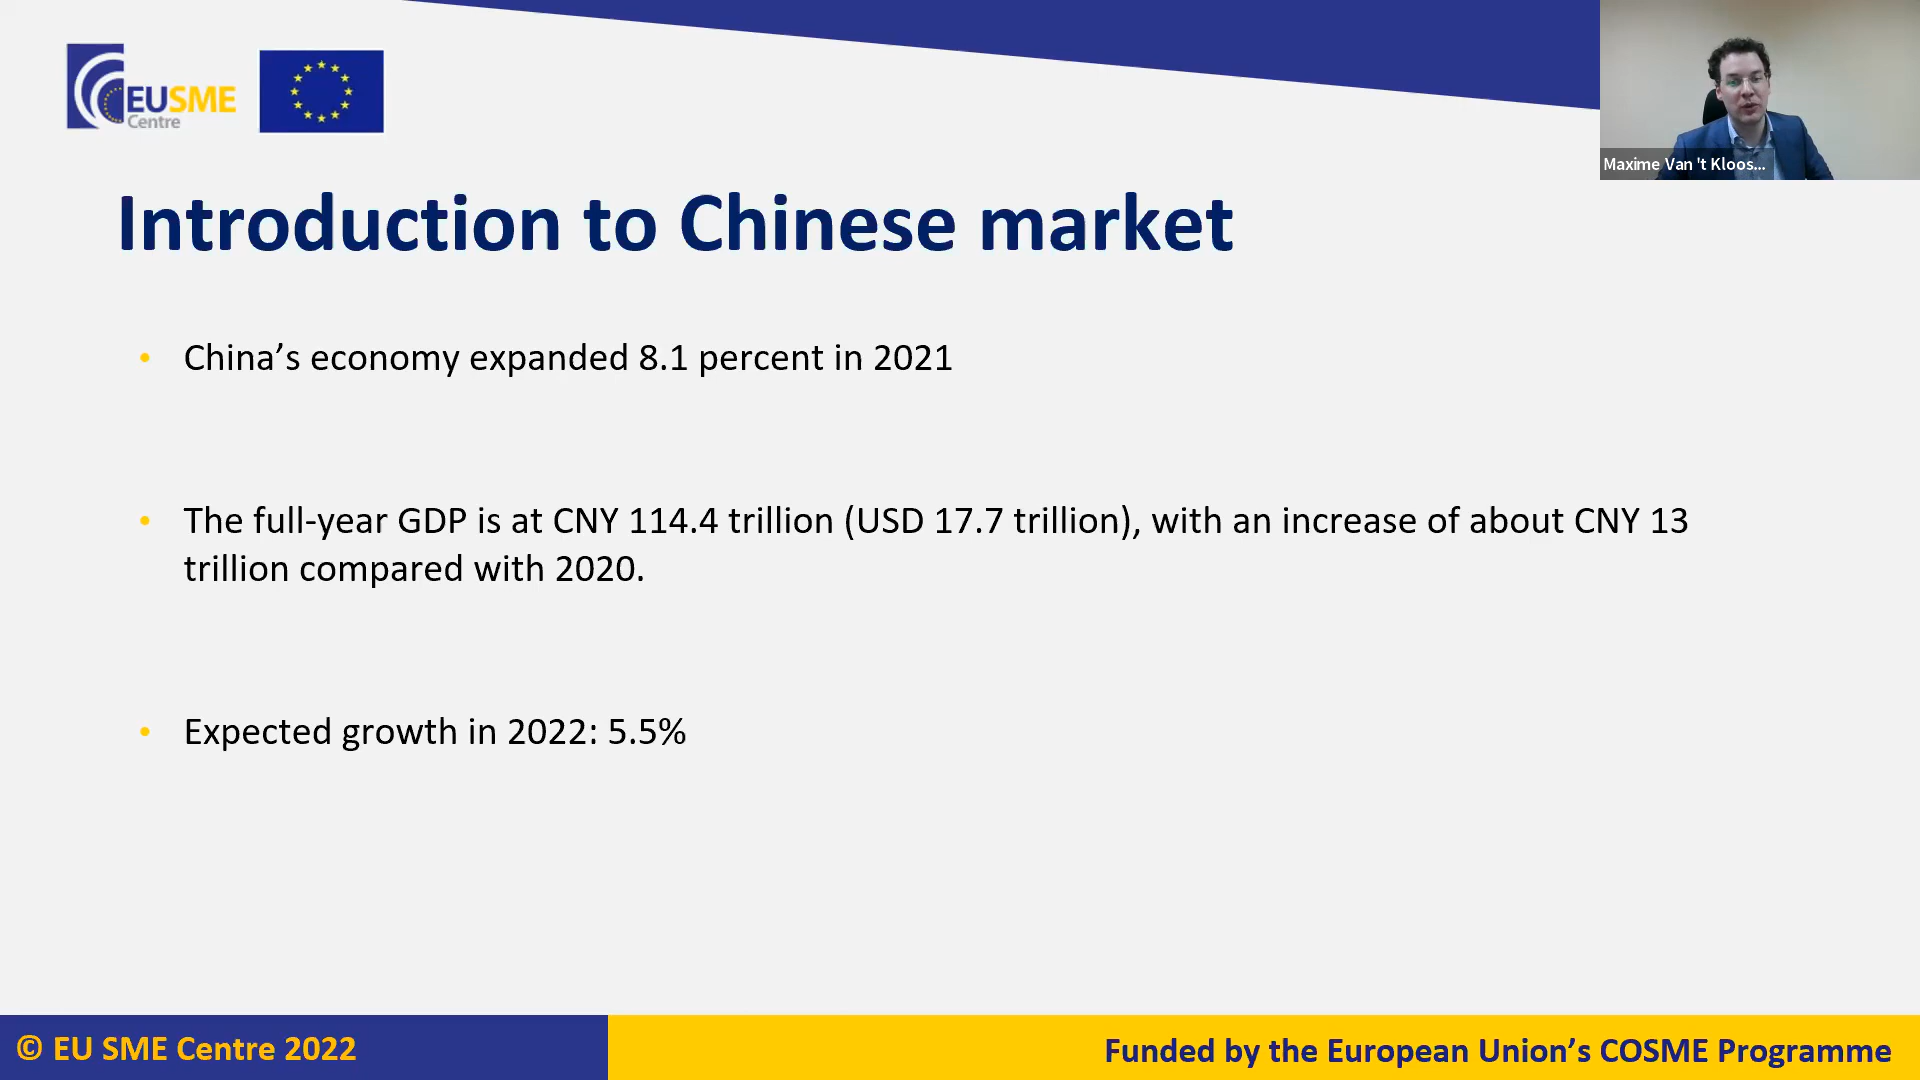 EUSME
Centre
Maxime Van 't Kloos...
Introduction to Chinese market
• China’s economy expanded 8.1 percent in 2021
• The full-year GDP is at CNY 114.4 trillion (USD 17.7 trillion), with an increase of about CNY 13
trillion compared with 2020.
• Expected growth in 2022: 5.5%
© EU SME Centre 2022
Funded by the European Union’s COSME Programme